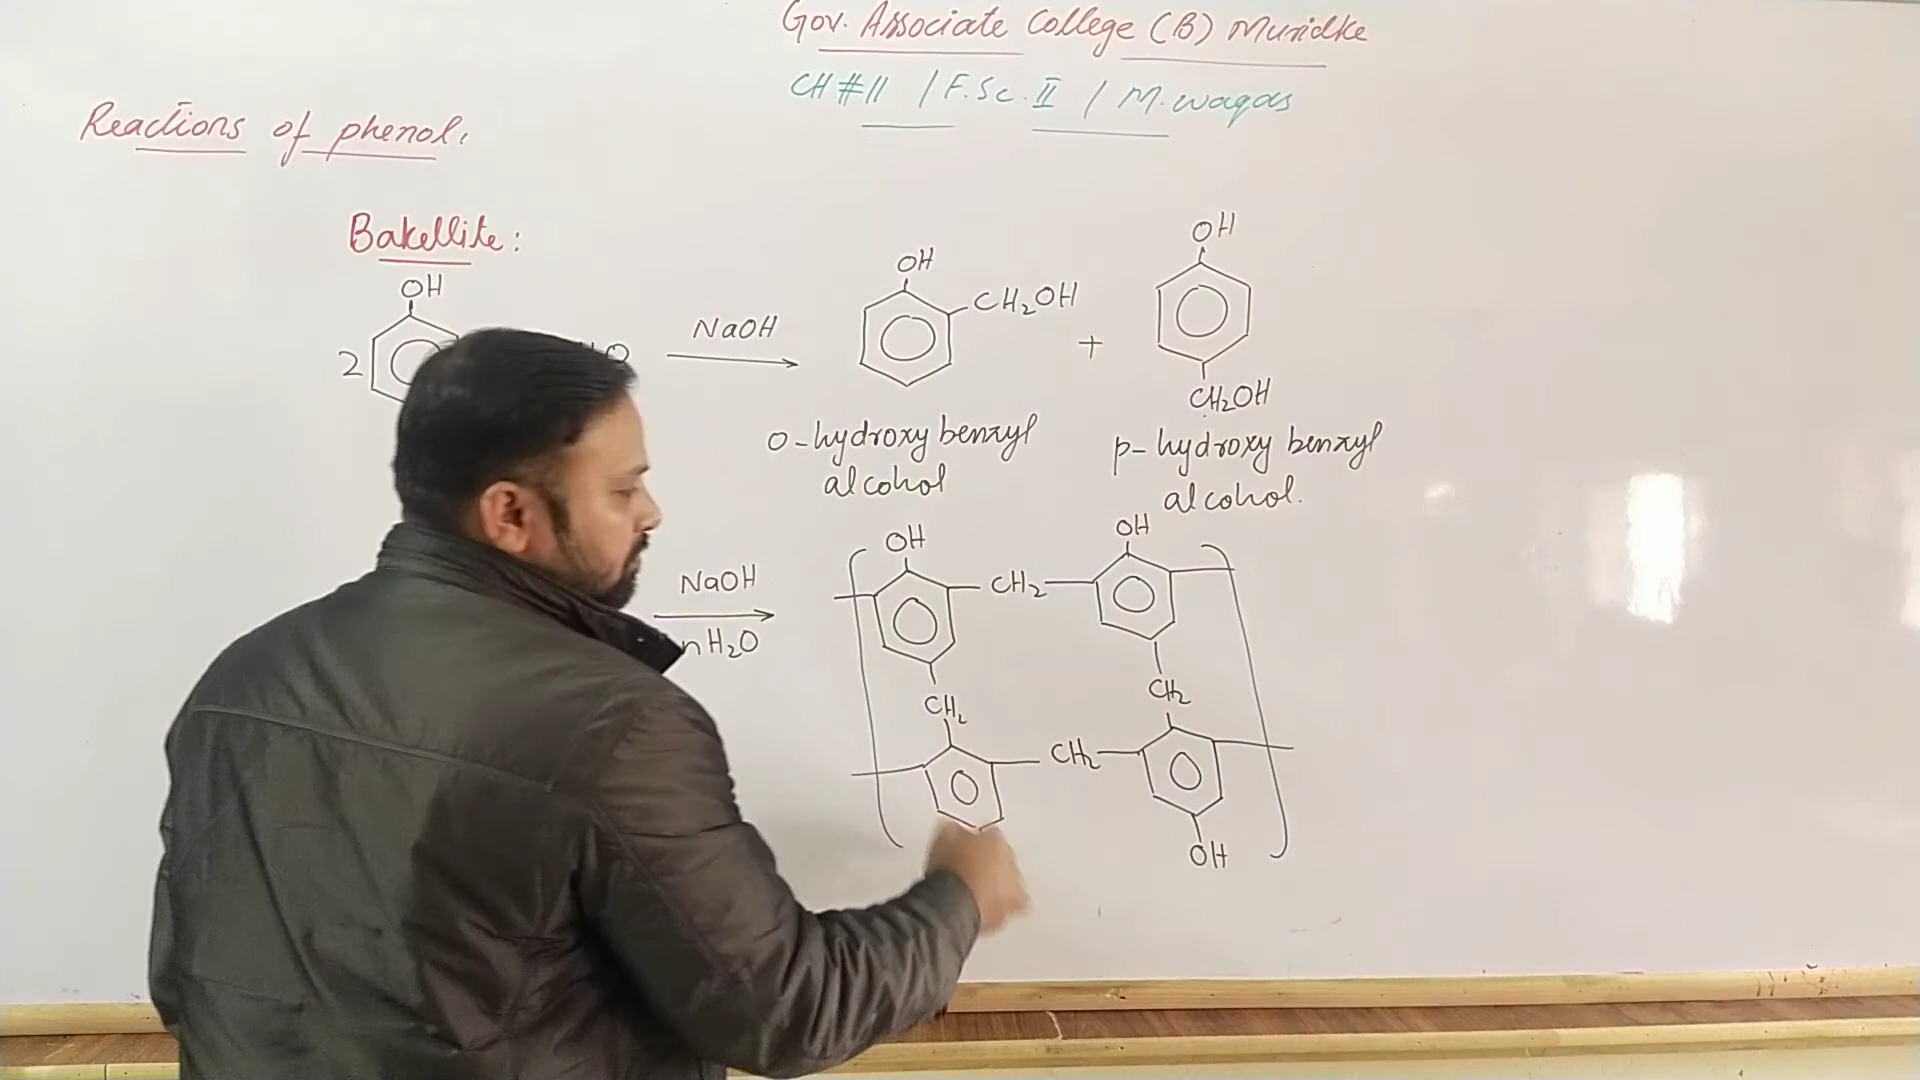 Gov. Associate College (B) Muridke
CH # 11 / F.Sc. II / M. waqas
Reactions of phenol.
Bakellite:
OH
2
NaOH
OH
CH₂OH
+
OH
CH₂OH
o-hydroxy benzyl
alcohol
p-hydroxy benzyl
alcohol.
NaOH
nH₂O
OH
CH₂
OH
CH₂
CH₂
CH₂
OH